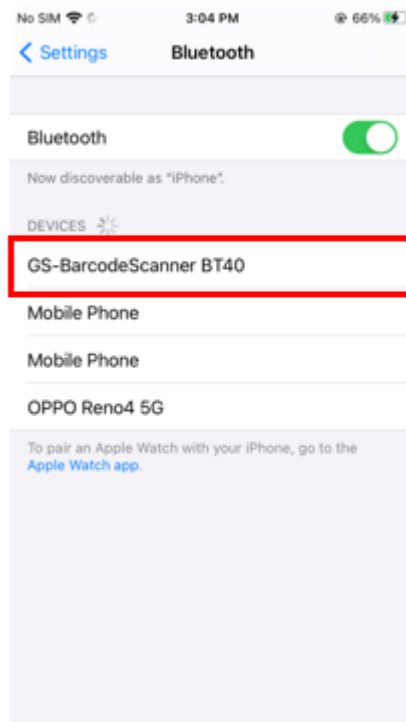 No SIM 3:04 PM 66%
Settings Bluetooth
Bluetooth
Now discoverable as "iPhone".
DEVICES
GS-BarcodeScanner BT40
Mobile Phone
Mobile Phone
OPPO Reno4 5G
To pair an Apple Watch with your iPhone, go to the
Apple Watch app.